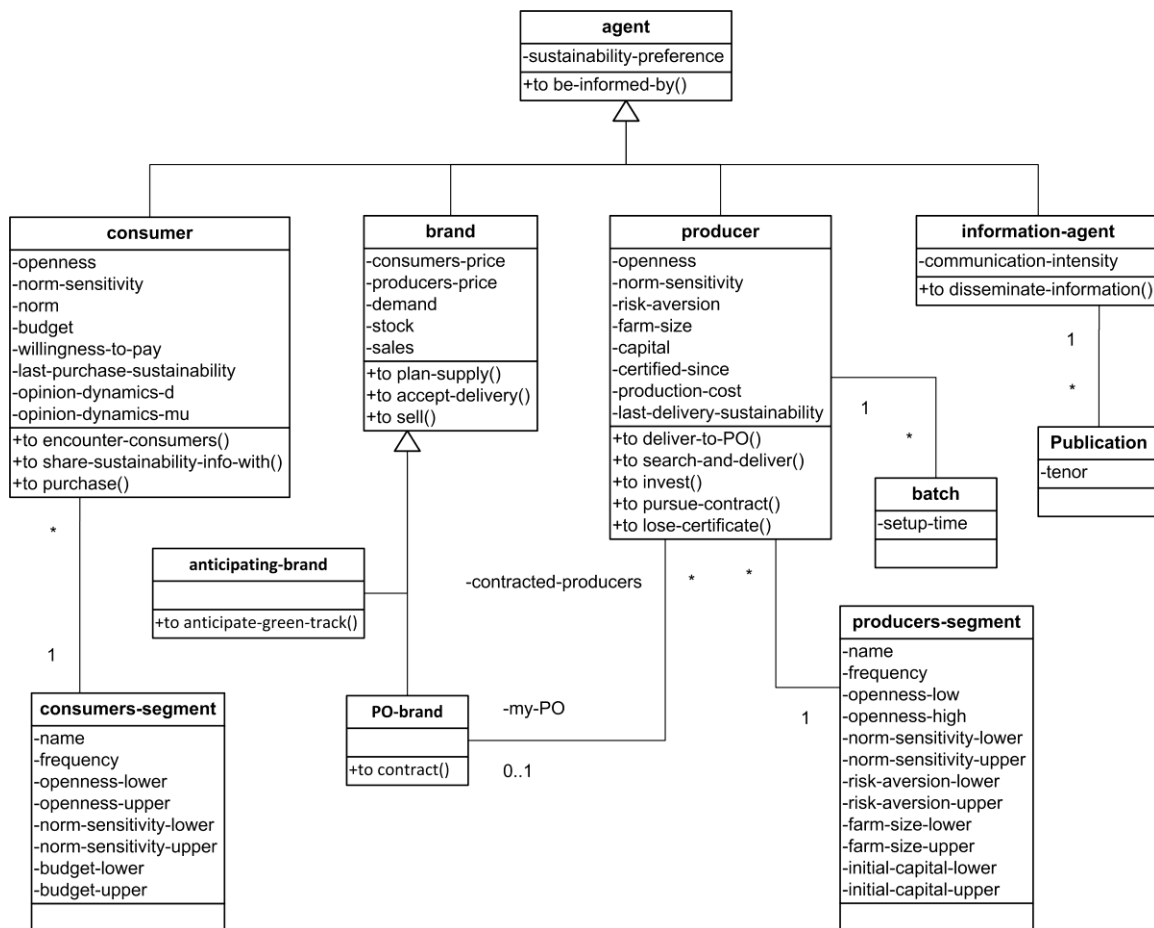 agent
-sustainability-preference
+to be-informed-by()
consumer
-openness
-norm-sensitivity
-norm
-budget
-willingness-to-pay
-last-purchase-sustainability
-opinion-dynamics-d
-opinion-dynamics-mu
+to encounter-consumers()
+to share-sustainability-info-with()
+to purchase()
brand
-consumers-price
-producers-price
-demand
-stock
-sales
+to plan-supply()
+to accept-delivery()
+to sell()
producer
-openness
-norm-sensitivity
-risk-aversion
-farm-size
-capital
-certified-since
-production-cost
-last-delivery-sustainability
+to deliver-to-PO()
+to search-and-deliver()
+to invest()
+to pursue-contract()
+to lose-certificate()
information-agent
-communication-intensity
+to disseminate-information()
1
*
Publication
-tenor
1
*
batch
-setup-time
*
1
anticipating-brand
+to anticipate-green-track()
-contracted-producers
*
*
-my-PO
0..1
1
PO-brand
+to contract()
consumers-segment
-name
-frequency
-openness-lower
-openness-upper
-norm-sensitivity-lower
-norm-sensitivity-upper
-budget-lower
-budget-upper
producers-segment
-name
-frequency
-openness-low
-openness-high
-norm-sensitivity-lower
-norm-sensitivity-upper
-risk-aversion-lower
-risk-aversion-upper
-farm-size-lower
-farm-size-upper
-initial-capital-lower
-initial-capital-upper